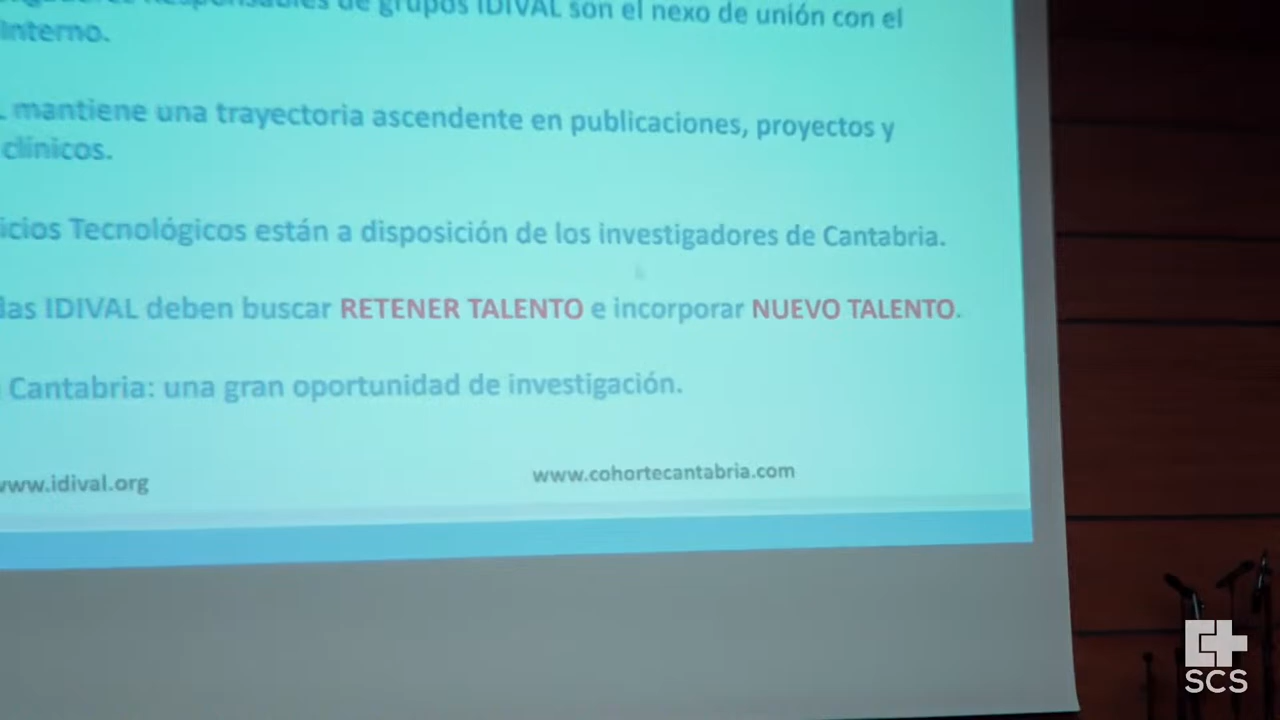 de grupos IDIVAL son el nexo de unión con el
interno.
mantiene una trayectoria ascendente en publicaciones, proyectos y
clínicos.
icios Tecnológicos están a disposición de los investigadores de Cantabria.
las IDIVAL deben buscar RETENER TALENTO e incorporar NUEVO TALENTO.
Cantabria: una gran oportunidad de investigación.
www.idival.org
www.cohortecantabria.com
SCS